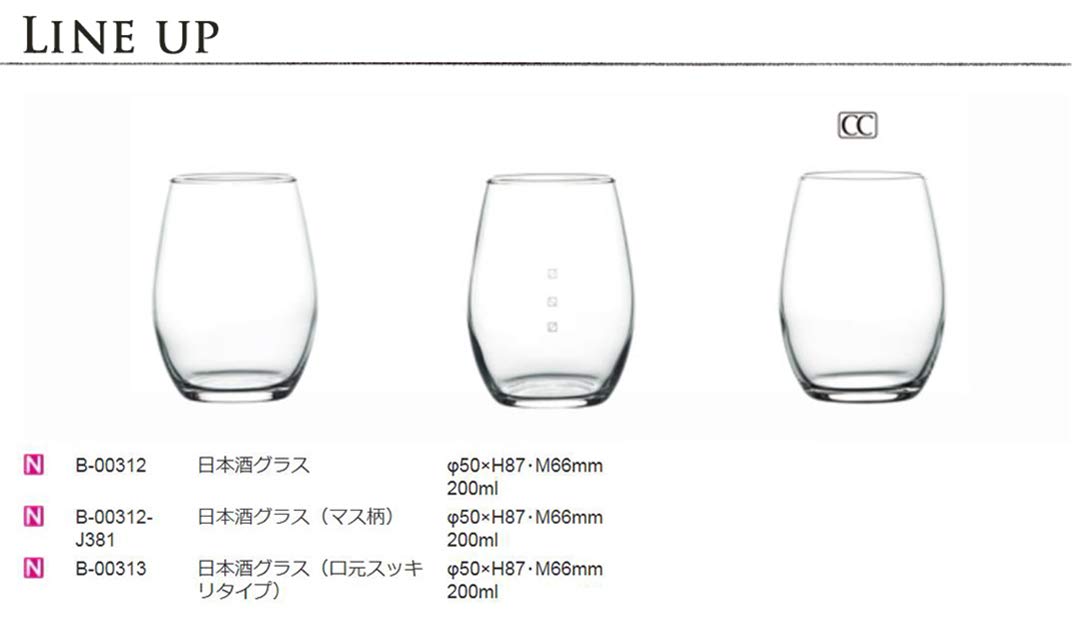 LINE UP
CC
N B-00312 日本酒グラス φ50×H87･M66mm
200ml
N B-00312- 日本酒グラス（マス柄） φ50×H87･M66mm
J381 200ml
N B-00313 日本酒グラス（口元スッキ φ50×H87･M66mm
リタイプ） 200ml